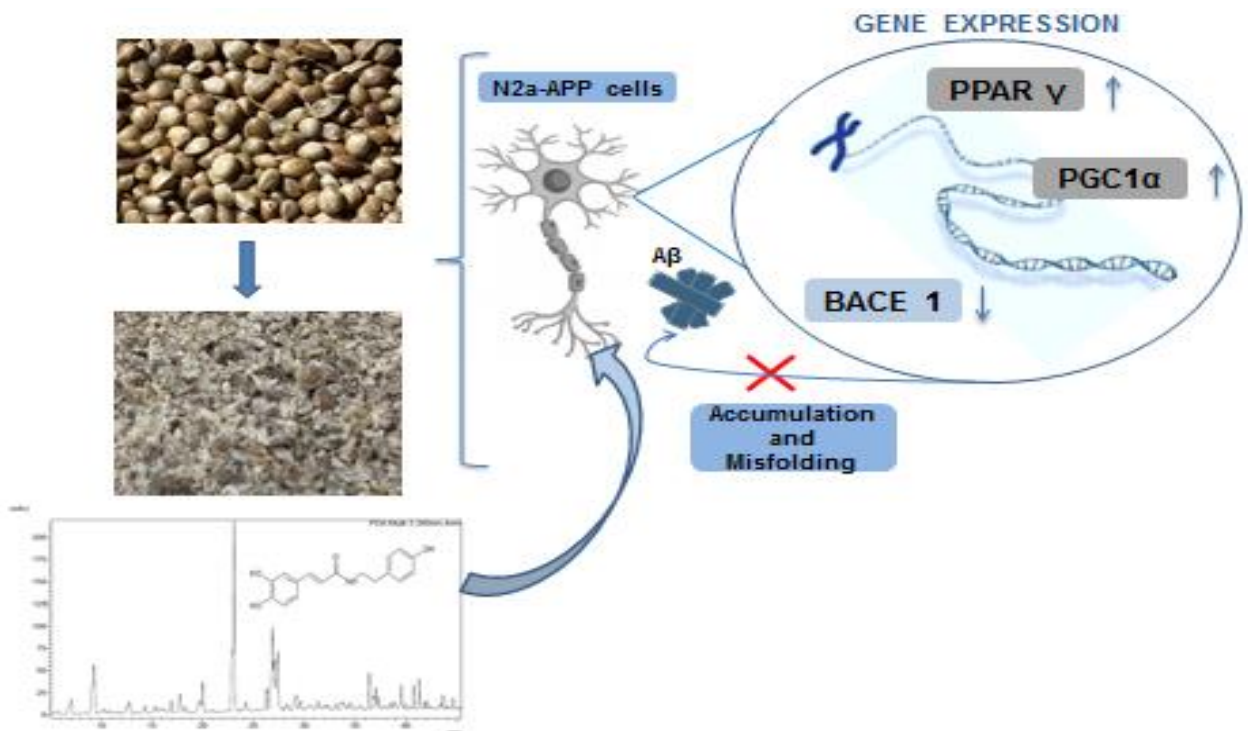 GENE EXPRESSION
N2a-APP cells
PPAR γ ↑
PGC1α ↑
Aβ
BACE 1 ↓
Accumulation
and
Misfolding
O